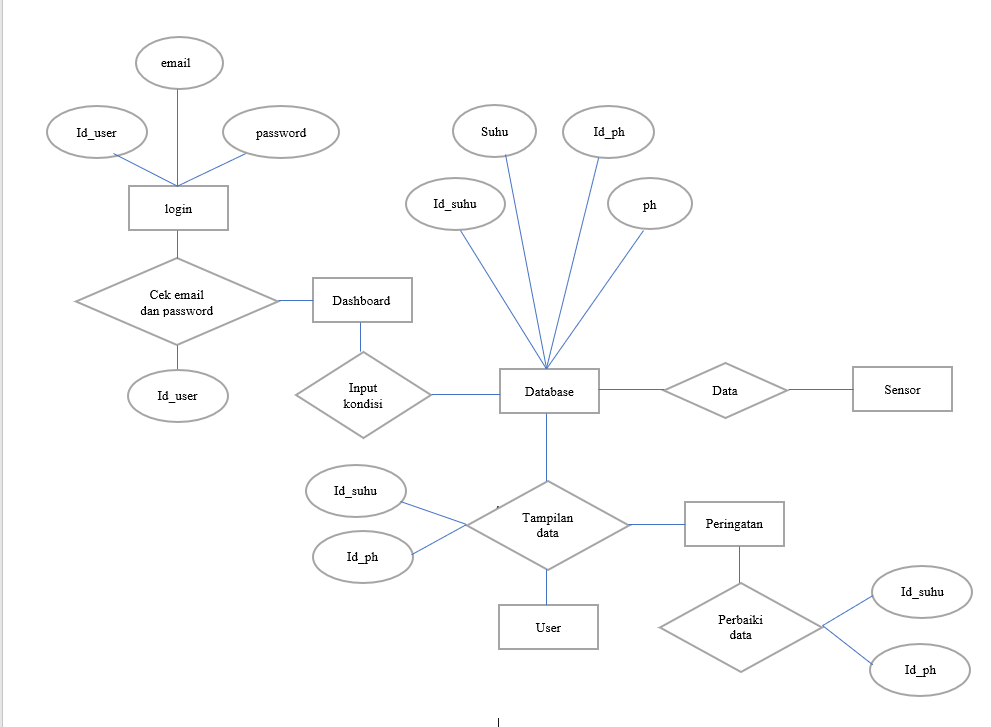 email
Id_user
password
login
Cek email
dan password
Id_user
Dashboard
Input
kondisi
Suhu
Id_ph
Id_suhu
ph
Database
Data
Sensor
Id_suhu
Id_ph
Tampilan
data
Peringatan
User
Perbaiki
data
Id_suhu
Id_ph